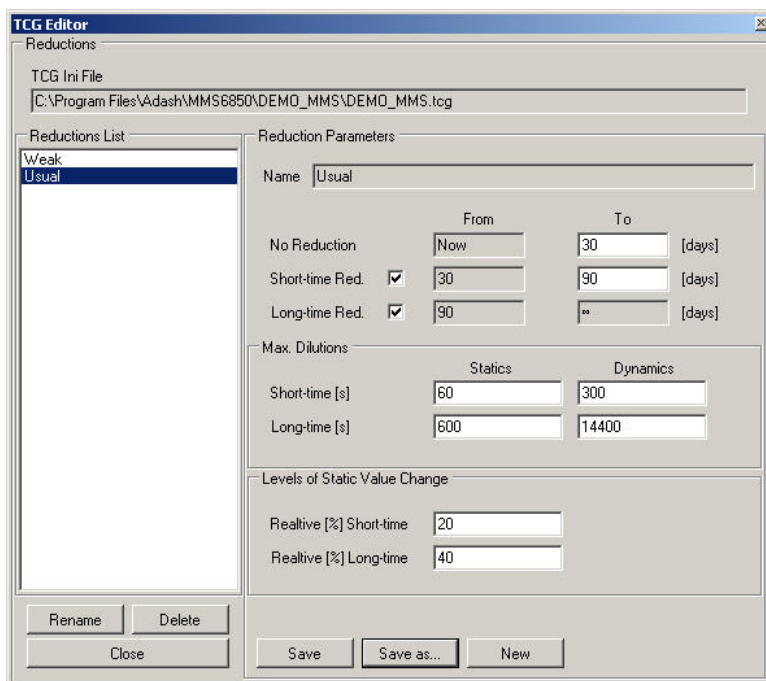 TCG Editor
Reductions
TCG Ini File
C:\Program Files\Adash\MMS6850\DEMO_MMS\DEMO_MMS.tcg
Reductions List
Weak
Usual
Rename Delete
Close
Reduction Parameters
Name Usual
From To
No Reduction Now 30 [days]
Short-time Red. 30 90 [days]
Long-time Red. 90 ∞ [days]
Max. Dilutions
Statics Dynamics
Short-time [s] 60 300
Long-time [s] 600 14400
Levels of Static Value Change
Realtive [%] Short-time 20
Realtive [%] Long-time 40
Save Save as... New